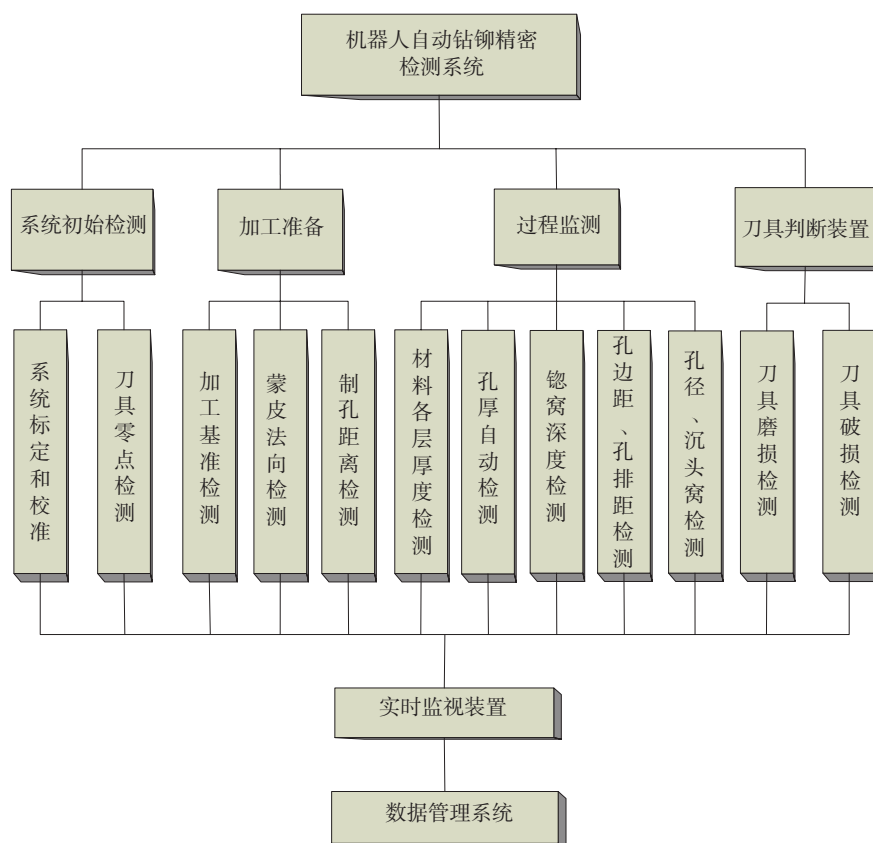 机器人自动钻铆精密
检测系统
系统初始检测
加工准备
过程监测
刀具判断装置
系统标定和校准
刀具零点检测
加工基准检测
蒙皮法向检测
制孔距离检测
材料各层厚度检测
孔厚自动检测
锪窝深度检测
孔边距、孔排距检测
孔径、沉头窝检测
刀具磨损检测
刀具破损检测
实时监视装置
数据管理系统